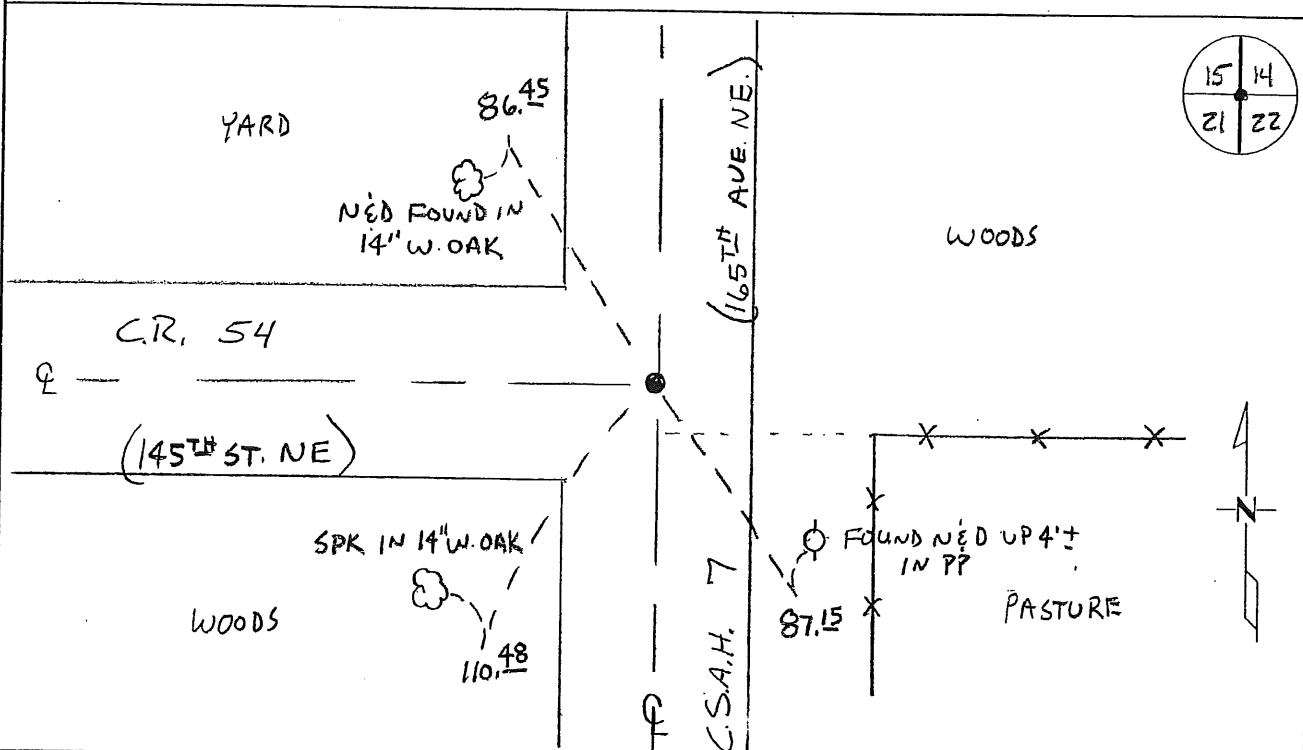 15 14
21 22
YARD
86.45
N&D FOUND IN
14" W. OAK
(165TH AVE. NE.)
WOODS
C.R. 54
℄
(145TH ST. NE)
SPK IN 14" W. OAK
WOODS
110.48
FOUND N&D UP 4'±
IN PP
87.15
PASTURE
N
℄
C.S.A.H. 7